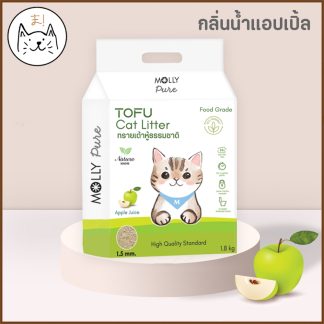 กลิ่นน้ำแอปเปิ้ล
ま!
MOLLY
Pure
TOFU
Cat Litter
ทรายเต้าหู้ธรรมชาติ
Food Grade
MOLLY Pure
Nature
Apple Juice
M
1.5 mm.
High Quality Standard
1.8 kg